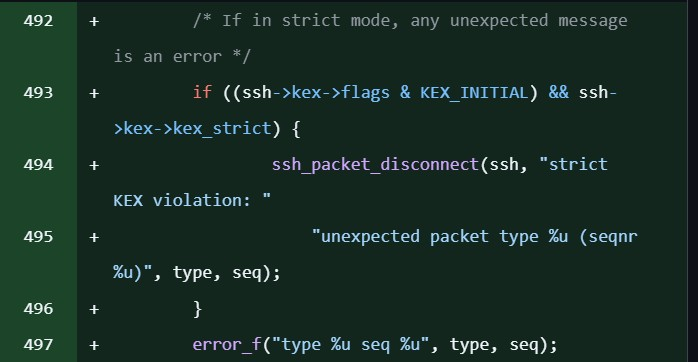 492 + /* If in strict mode, any unexpected message
is an error */
493 + if ((ssh->kex->flags & KEX_INITIAL) && ssh-
>kex->kex_strict) {
494 + ssh_packet_disconnect(ssh, "strict
KEX violation: "
495 + "unexpected packet type %u (seqnr
%u)", type, seq);
496 + }
497 + error_f("type %u seq %u", type, seq);